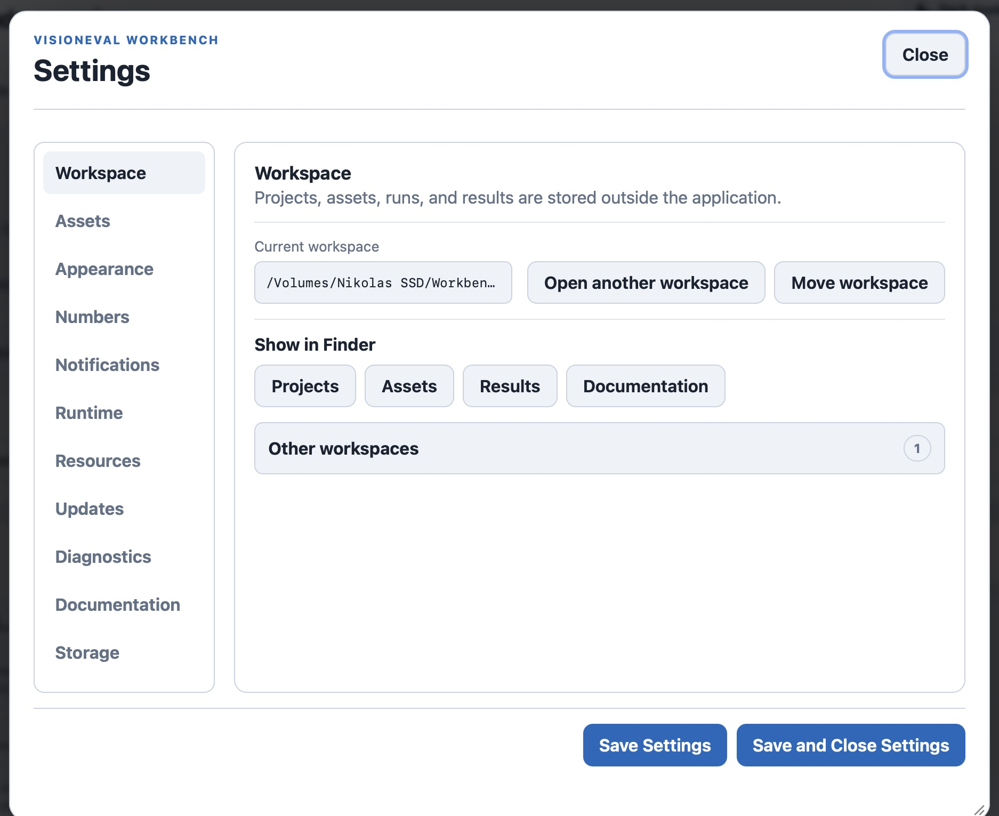 VISIONEVAL WORKBENCH
Settings
Close
Workspace
Assets
Appearance
Numbers
Notifications
Runtime
Resources
Updates
Diagnostics
Documentation
Storage
Workspace
Projects, assets, runs, and results are stored outside the application.
Current workspace
/Volumes/Nikolas SSD/Workben…
Open another workspace
Move workspace
Show in Finder
Projects
Assets
Results
Documentation
Other workspaces
1
Save Settings
Save and Close Settings